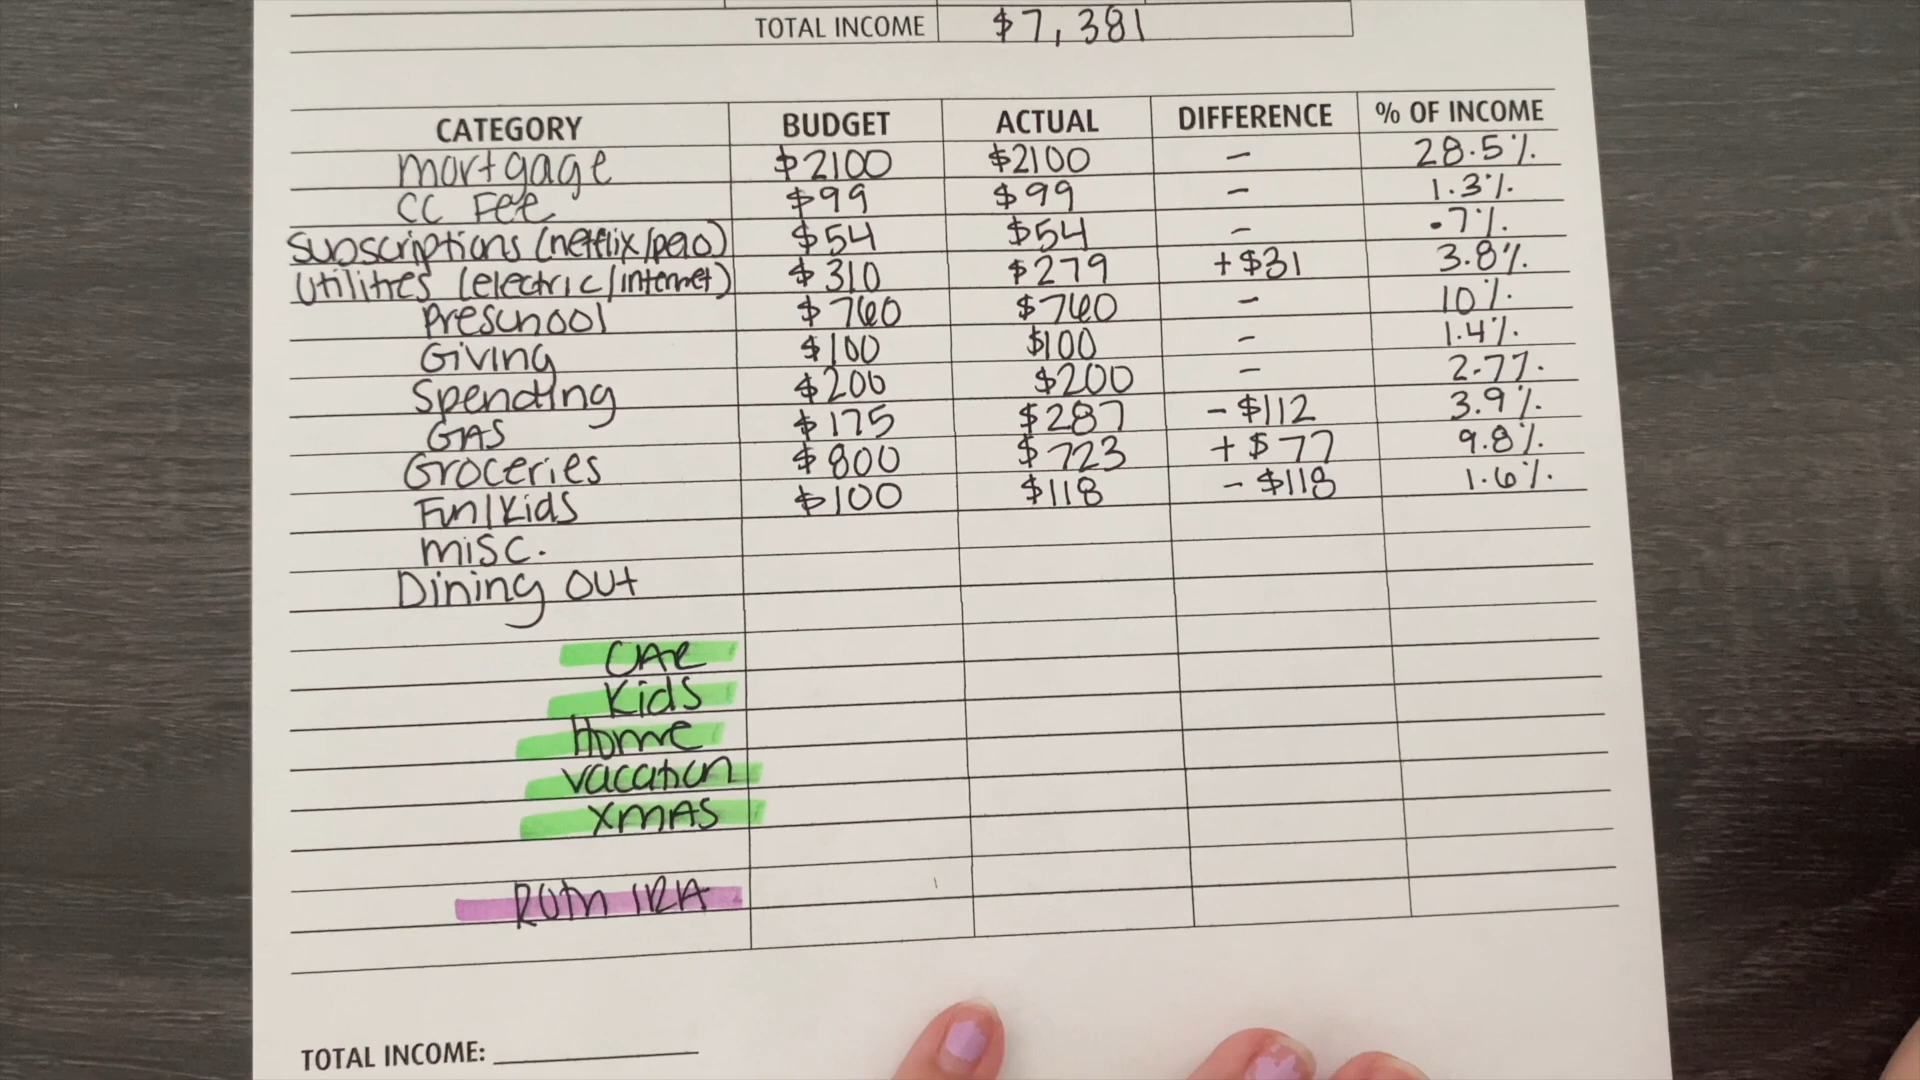 TOTAL INCOME $7,381
CATEGORY BUDGET ACTUAL DIFFERENCE % OF INCOME
Mortgage $2100 $2100 - 28.5%
CC Fee $99 $99 - 1.3%
Subscriptions (netflix/ $54 $54 - .7%
Utilities (electric/internet) $310 $279 +$31 3.8%
Preschool $760 $760 - 10%
Giving $100 $100 - 1.4%
Spending $200 $200 - 2.7%
GAS $175 $287 - $112 3.9%
Groceries $800 $723 + $77 9.8%
Fun/Kids $100 $118 - $118 1.6%
misc.
Dining Out
CAR
Kids
Home
Vacation
XMAS
ROTH IRA
TOTAL INCOME: